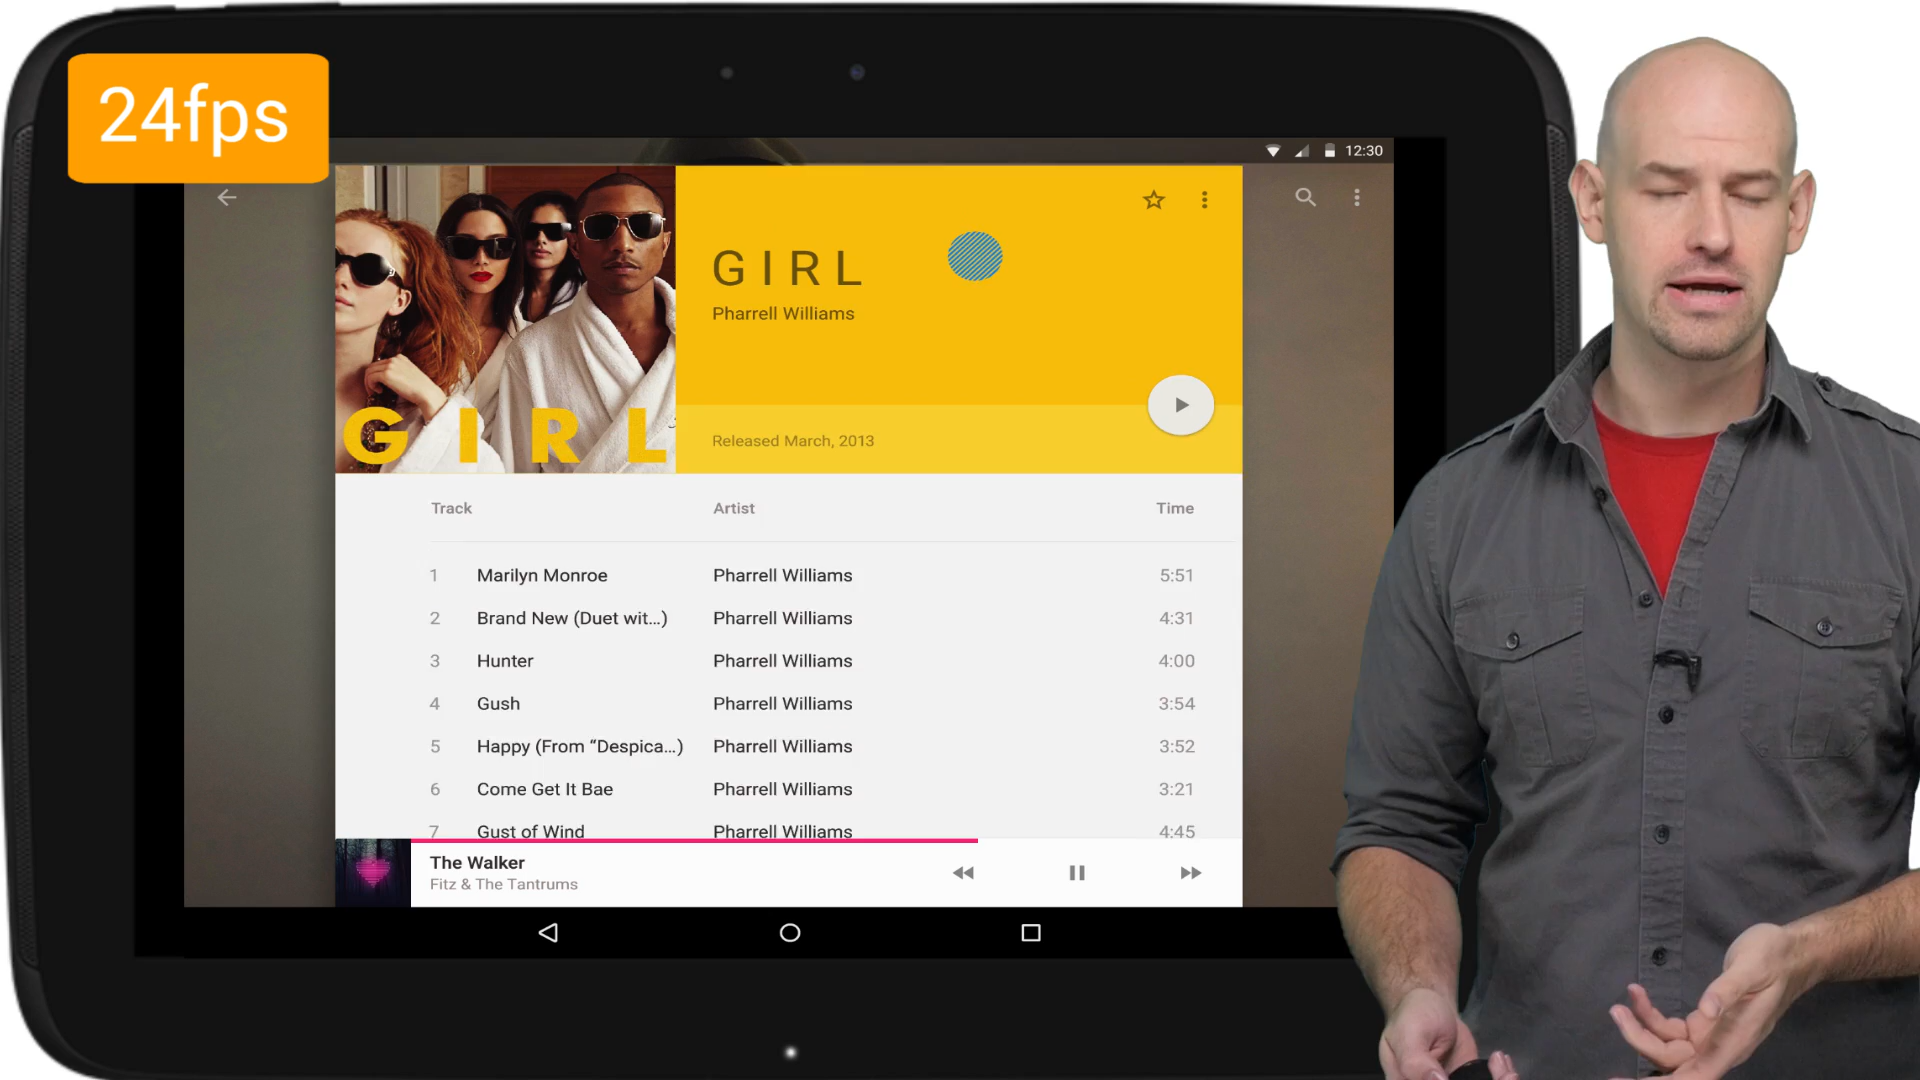 24fps
12:30
GIRL
Pharrell Williams
GIRL
Released March, 2013
Track Artist Time
1 Marilyn Monroe Pharrell Williams 5:51
2 Brand New (Duet wit...) Pharrell Williams 4:31
3 Hunter Pharrell Williams 4:00
4 Gush Pharrell Williams 3:54
5 Happy (From “Despica...) Pharrell Williams 3:52
6 Come Get It Bae Pharrell Williams 3:21
7 Gust of Wind Pharrell Williams 4:45
The Walker
Fitz & The Tantrums